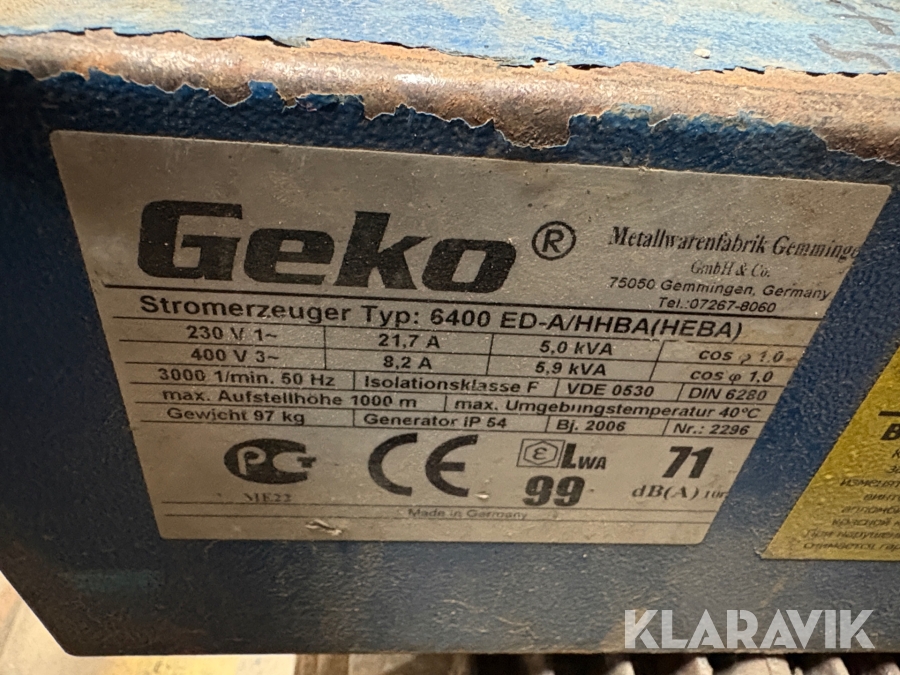 Geko ®
Metallwarenfabrik Gemminge
GmbH & Co.
75050 Gemmingen, Germany
Tel.:07267-8060
Stromerzeuger Typ: 6400 ED-A/HHBA(HEBA)
230 V 1~ 21,7 A 5,0 kVA cos φ 1.0
400 V 3~ 8,2 A 5,9 kVA cos φ 1,0
3000 1/min. 50 Hz Isolationsklasse F VDE 0530 DIN 6280
max. Aufstellhöhe 1000 m max. Umgebungstemperatur 40°C
Gewicht 97 kg Generator IP 54 Bj. 2006 Nr.: 2296
РСТ CE LWA 71
ME22 99 dB(A)
Made in Germany
KLARAVIK